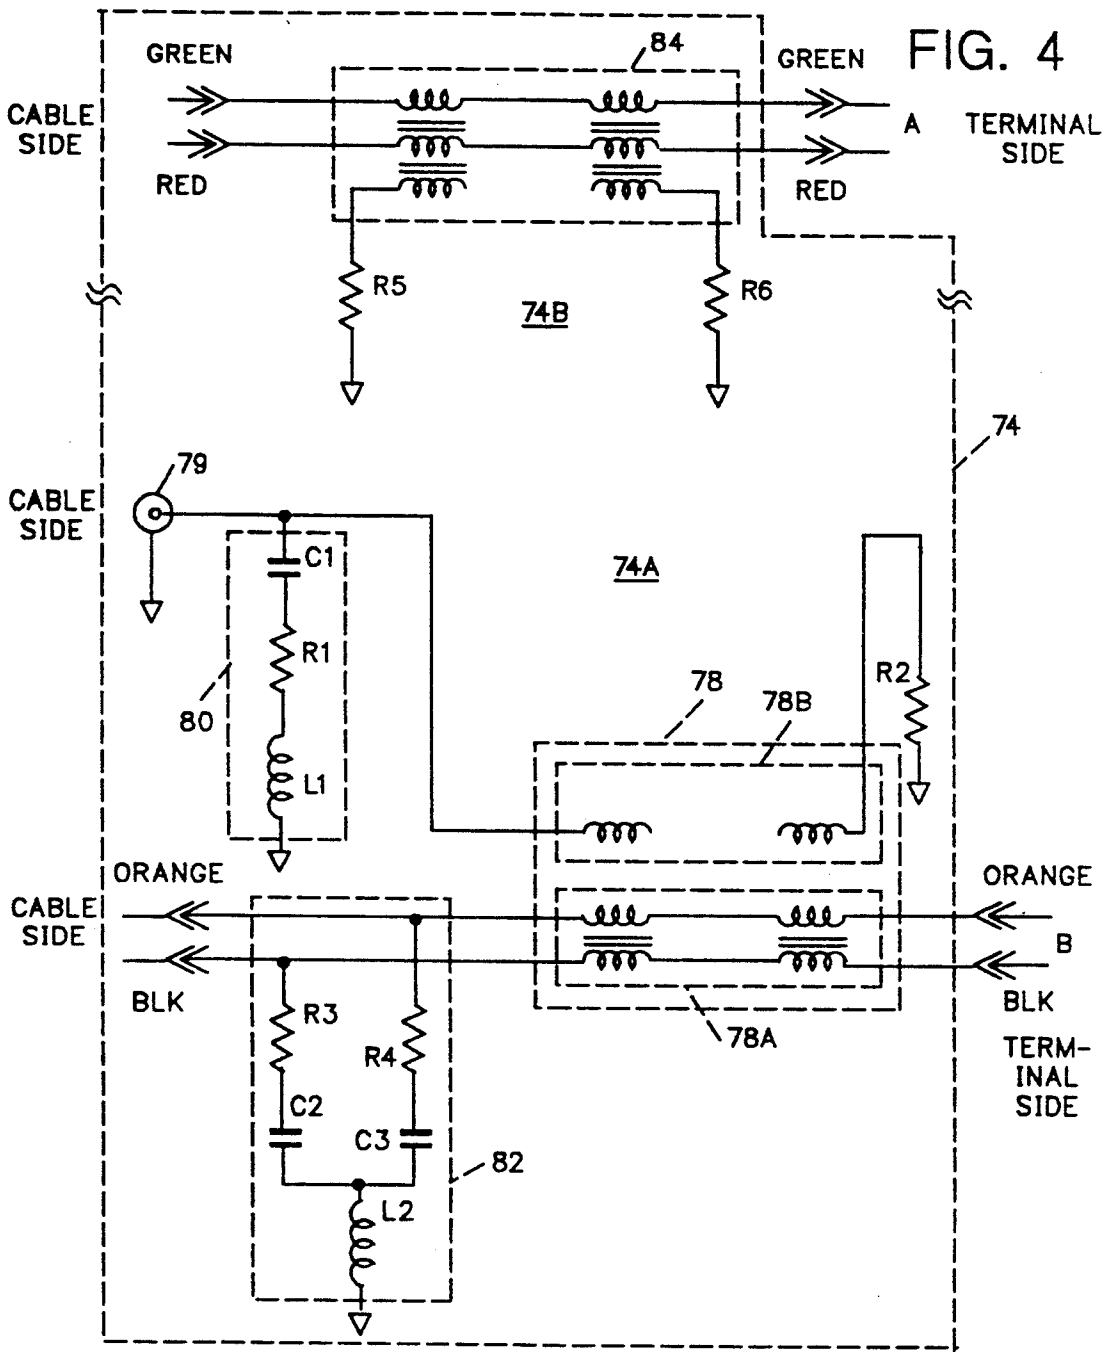 FIG. 4
GREEN
84
GREEN
CABLE
SIDE
A
TERMINAL
SIDE
RED
RED
R5
R6
74B
74
79
CABLE
SIDE
C1
74A
R1
80
L1
78
78B
R2
ORANGE
ORANGE
CABLE
SIDE
B
BLK
BLK
R3
R4
78A
TERM-
INAL
SIDE
C2
C3
82
L2